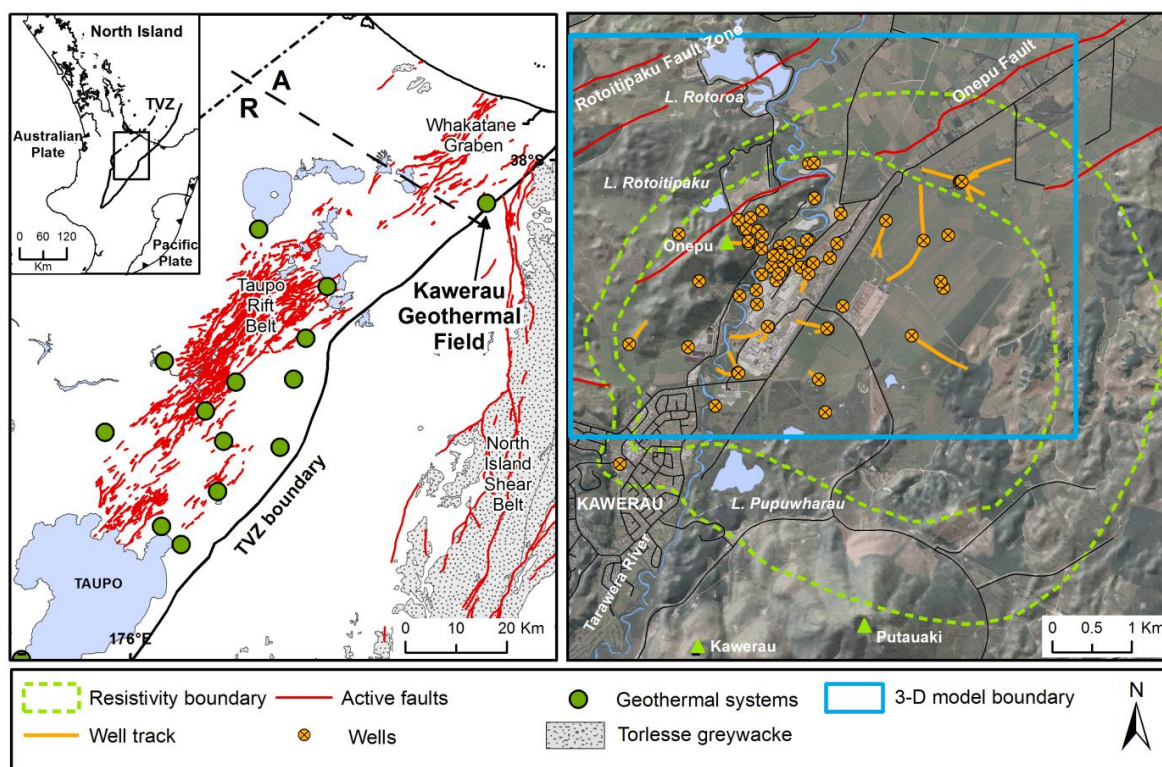 North Island
TVZ
Australian
Plate
0 60 120
Km
Pacific
Plate
A
R
Whakatane
Graben
38°S
Taupo
Rift
Belt
Kawerau
Geothermal
Field
North
Island
Shear
Belt
TVZ boundary
TAUPO
176°E
0 10 20 Km
Rotoitipaku Fault Zone
L. Rotoroa
Onepu Fault
L. Rotoitipaku
Onepu
KAWERAU
L. Pupuwharau
Tarawera River
Putauaki
Kawerau
0 0.5 1 Km
Resistivity boundary
Active faults
Geothermal systems
3-D model boundary
N
Well track
Wells
Torlesse greywacke